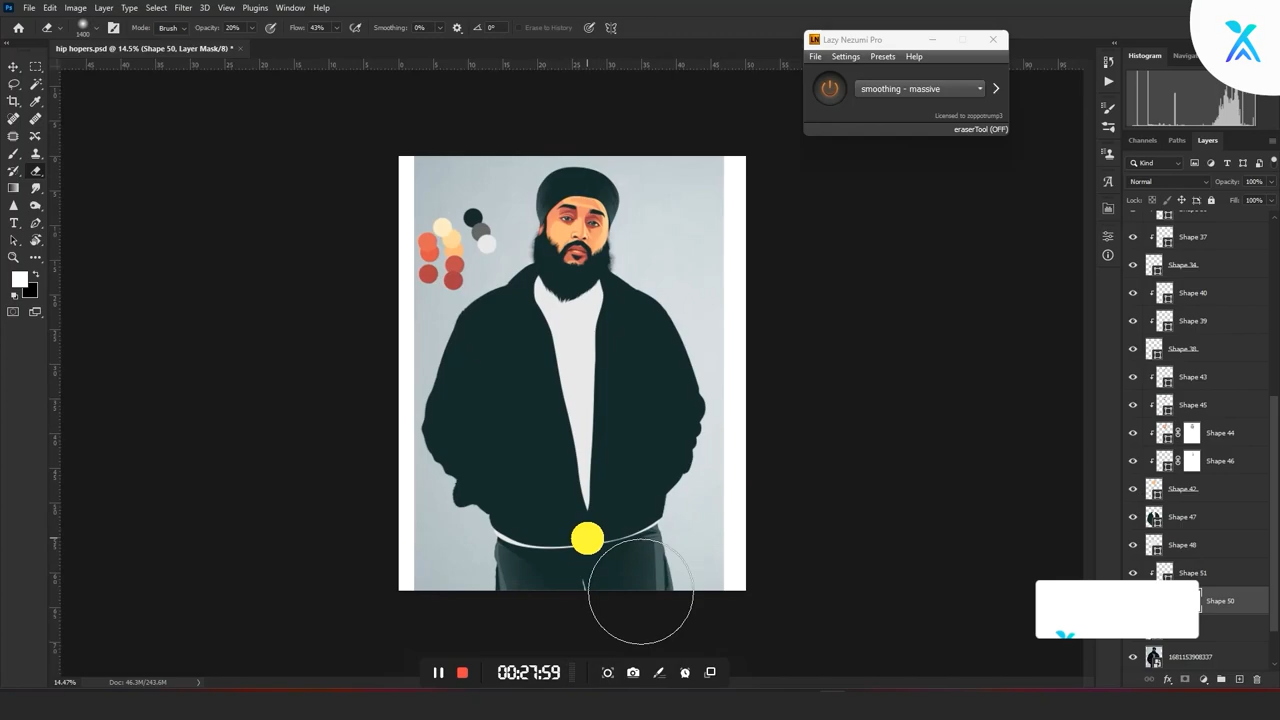 Ps File Edit Image Layer Type Select Filter 3D View Plugins Window Help
1400 Mode: Brush Opacity: 20% Flow: 43% Smoothing: 0% 0° Erase to History
hip hopers.psd @ 14.5% (Shape 50, Layer Mask/8) *
LN Lazy Nezumi Pro
File Settings Presets Help
smoothing - massive
Licensed to zoppotrump3
eraserTool (OFF)
Histogram
Channels Paths Layers
Kind
Normal Opacity: 100%
Lock: Fill: 100%
Shape 37
Shape 34
Shape 40
Shape 39
Shape 38
Shape 43
Shape 45
Shape 44
Shape 46
Shape 42
Shape 47
Shape 48
Shape 51
Shape 50
1681153908337
00:27:59
14.47% Doc: 46.3M/243.6M